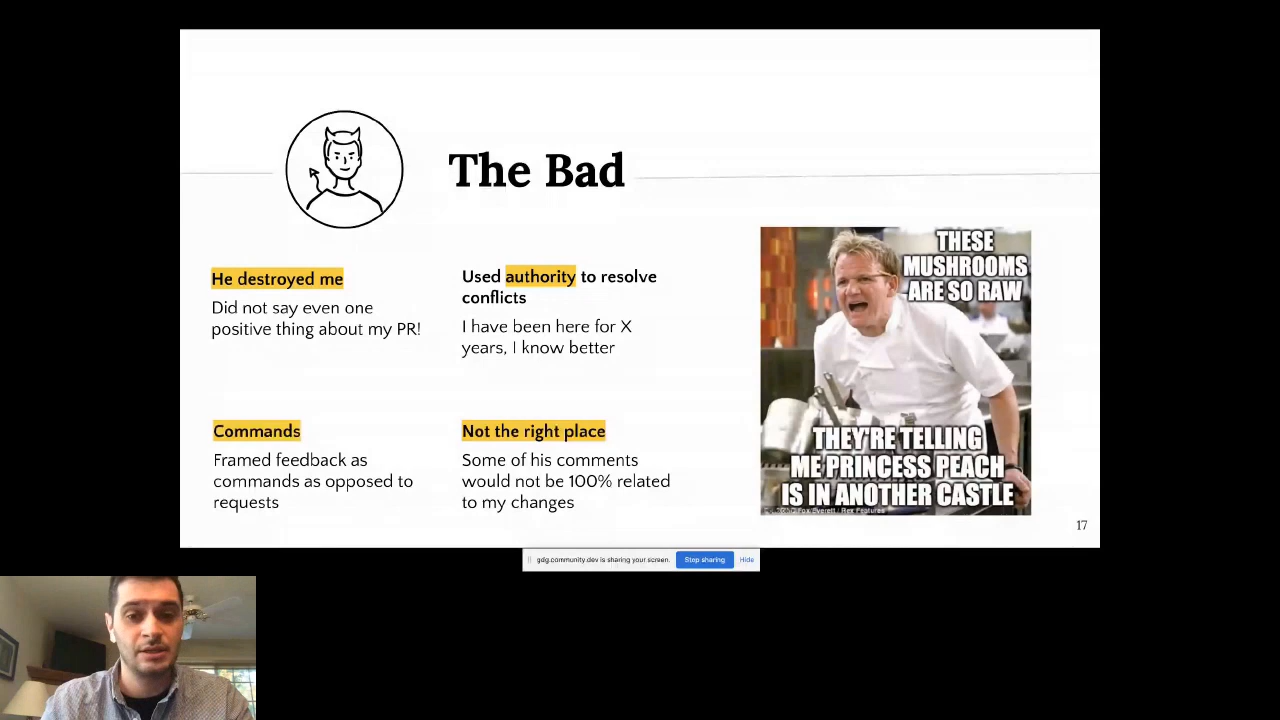 The Bad
He destroyed me
Did not say even one
positive thing about my PR!
Used authority to resolve
conflicts
I have been here for X
years, I know better
Commands
Framed feedback as
commands as opposed to
requests
Not the right place
Some of his comments
would not be 100% related
to my changes
THESE
MUSHROOMS
ARE SO RAW
THEY'RE TELLING
ME PRINCESS PEACH
IS IN ANOTHER CASTLE
Fox/Everett / Rex Features
17
gdg.community.dev is sharing your screen.
Stop sharing
Hide